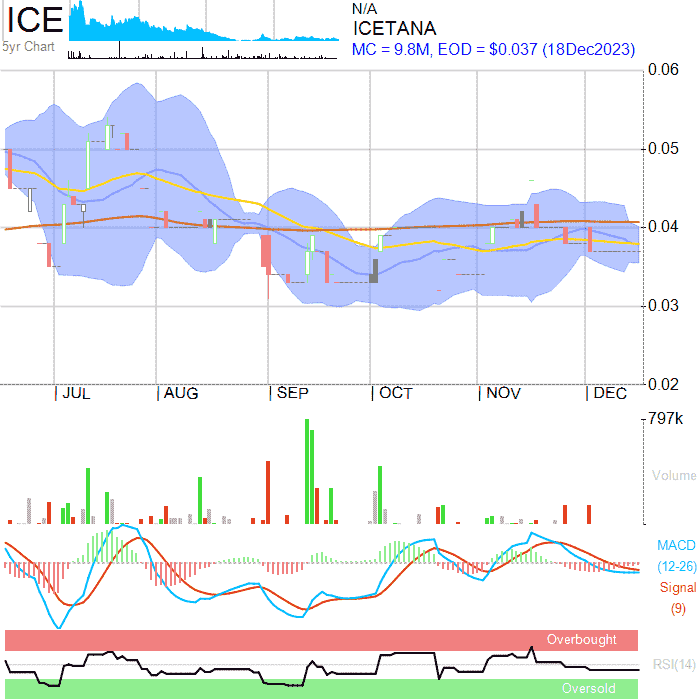 ICE
5yr Chart
N/A
ICETANA
MC = 9.8M, EOD = $0.037 (18Dec2023)
0.06
0.05
0.04
0.03
0.02
JUL AUG SEP OCT NOV DEC
797k
Volume
MACD
(12-26)
Signal
(9)
Overbought
RSI(14)
Oversold